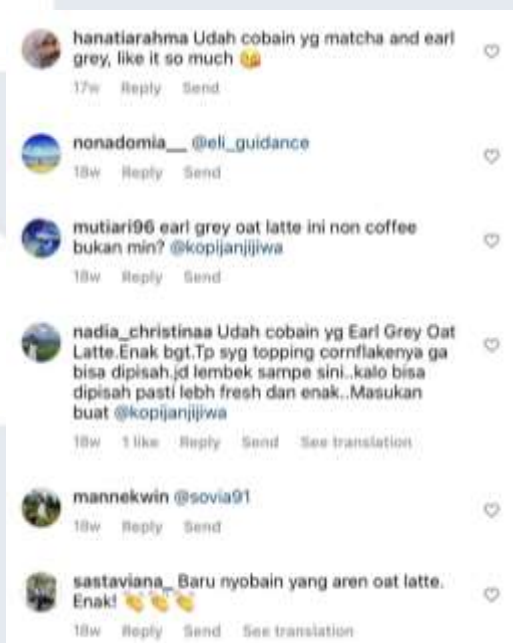 hanatiarahma Udah cobain yg matcha and earl
grey, like it so much 😘
17w Reply Send
nonadomia__ @eli_guidance
18w Reply Send
mutiari96 earl grey oat latte ini non coffee
bukan min? @kopijanjijiwa
18w Reply Send
nadia_christinaa Udah cobain yg Earl Grey Oat
Latte.Enak bgt.Tp syg topping cornflakenya ga
bisa dipisah.jd lembek sampe sini..kalo bisa
dipisah pasti lebh fresh dan enak..Masukan
buat @kopijanjijiwa
18w 1 like Reply Send See translation
mannekwin @sovia91
18w Reply Send
sastaviana_ Baru nyobain yang aren oat latte.
Enak! 👏👏👏
18w Reply Send See translation